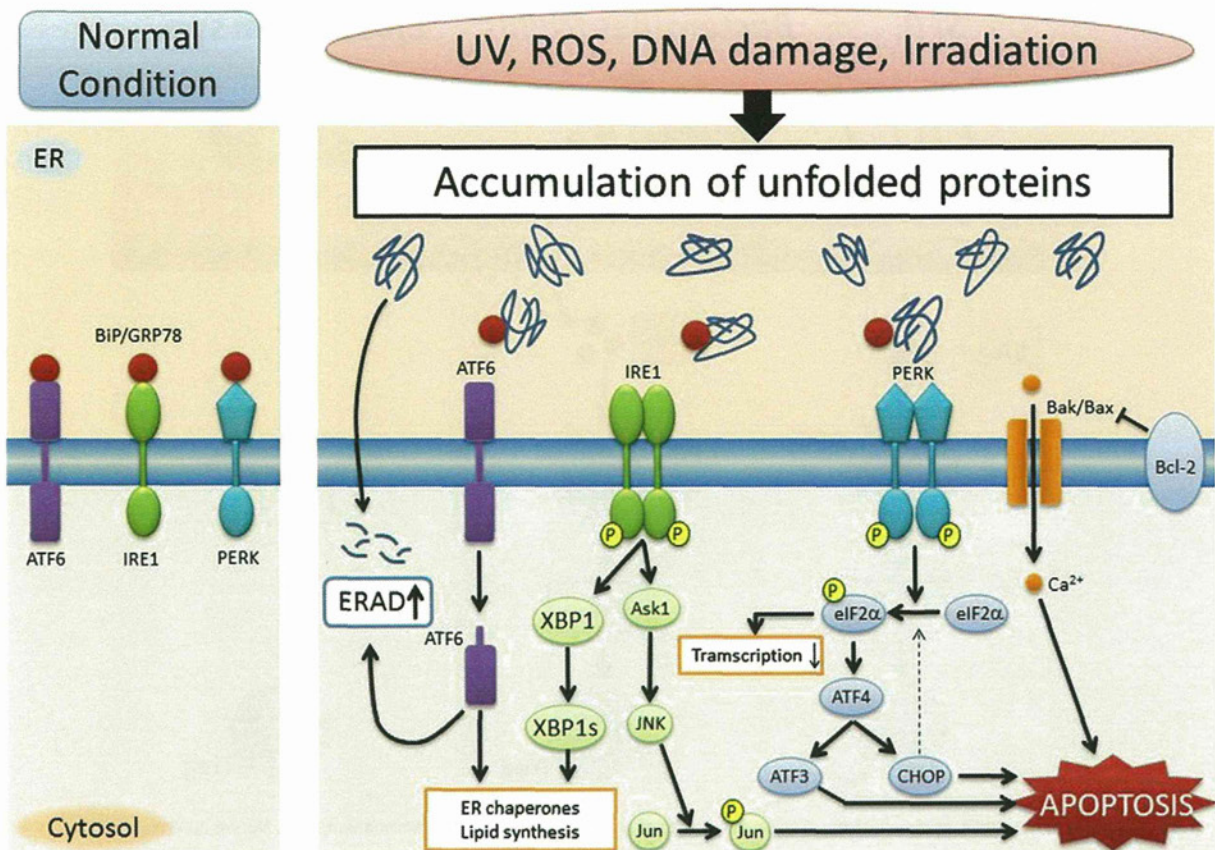 Normal
Condition
UV, ROS, DNA damage, Irradiation
ER
Accumulation of unfolded proteins
BiP/GRP78
ATF6
IRE1
PERK
ATF6
IRE1
PERK
Bak/Bax
Bcl-2
P
P
P
P
Ca²⁺
ERAD↑
ATF6
XBP1
Ask1
P
eIF2α
eIF2α
Tramscription ↓
ATF4
XBP1s
JNK
ATF3
CHOP
ER chaperones
Lipid synthesis
Jun
P
Jun
APOPTOSIS
Cytosol